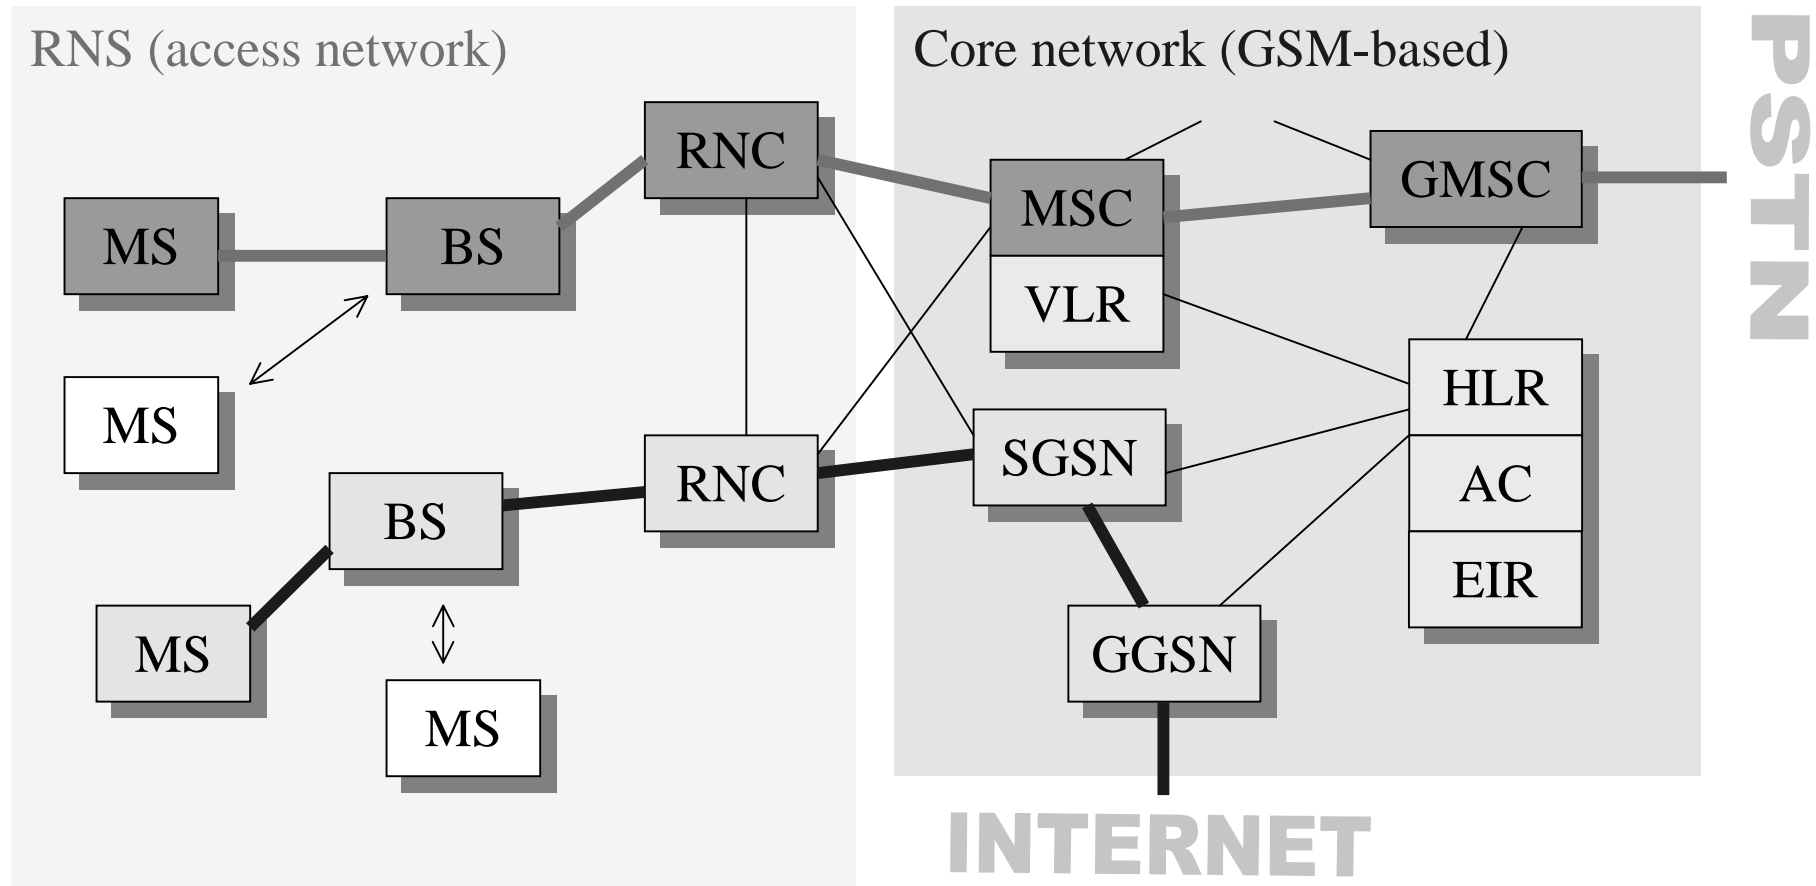 RNS (access network)
Core network (GSM-based)
PSTN
RNC
MSC
GMSC
MS
BS
VLR
HLR
MS
RNC
SGSN
AC
BS
EIR
MS
GGSN
MS
INTERNET